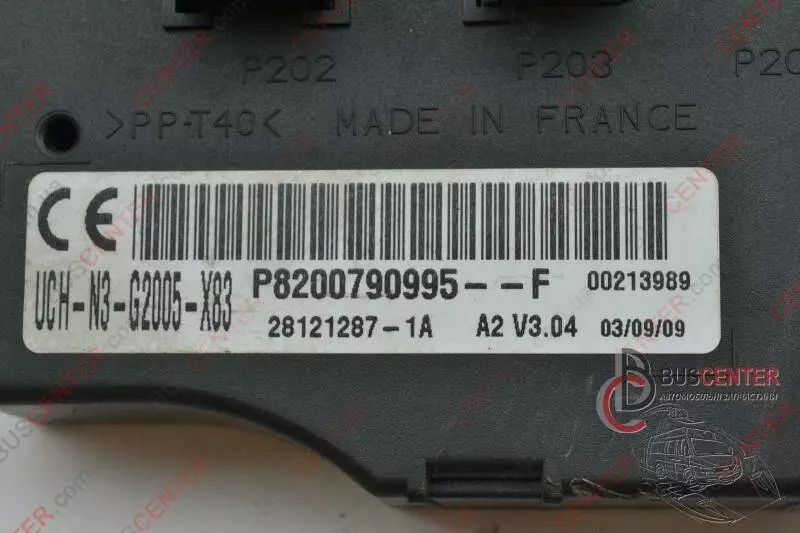 P202 P203 P20
>PP-T40< MADE IN FRANCE
CE
UCH-N3-G2005-X83 P8200790995--F 00213989
28121287-1A A2 V3.04 03/09/09
BUSCENTER
АВТОМОБІЛЬНІ ЗАПЧАСТИНИ